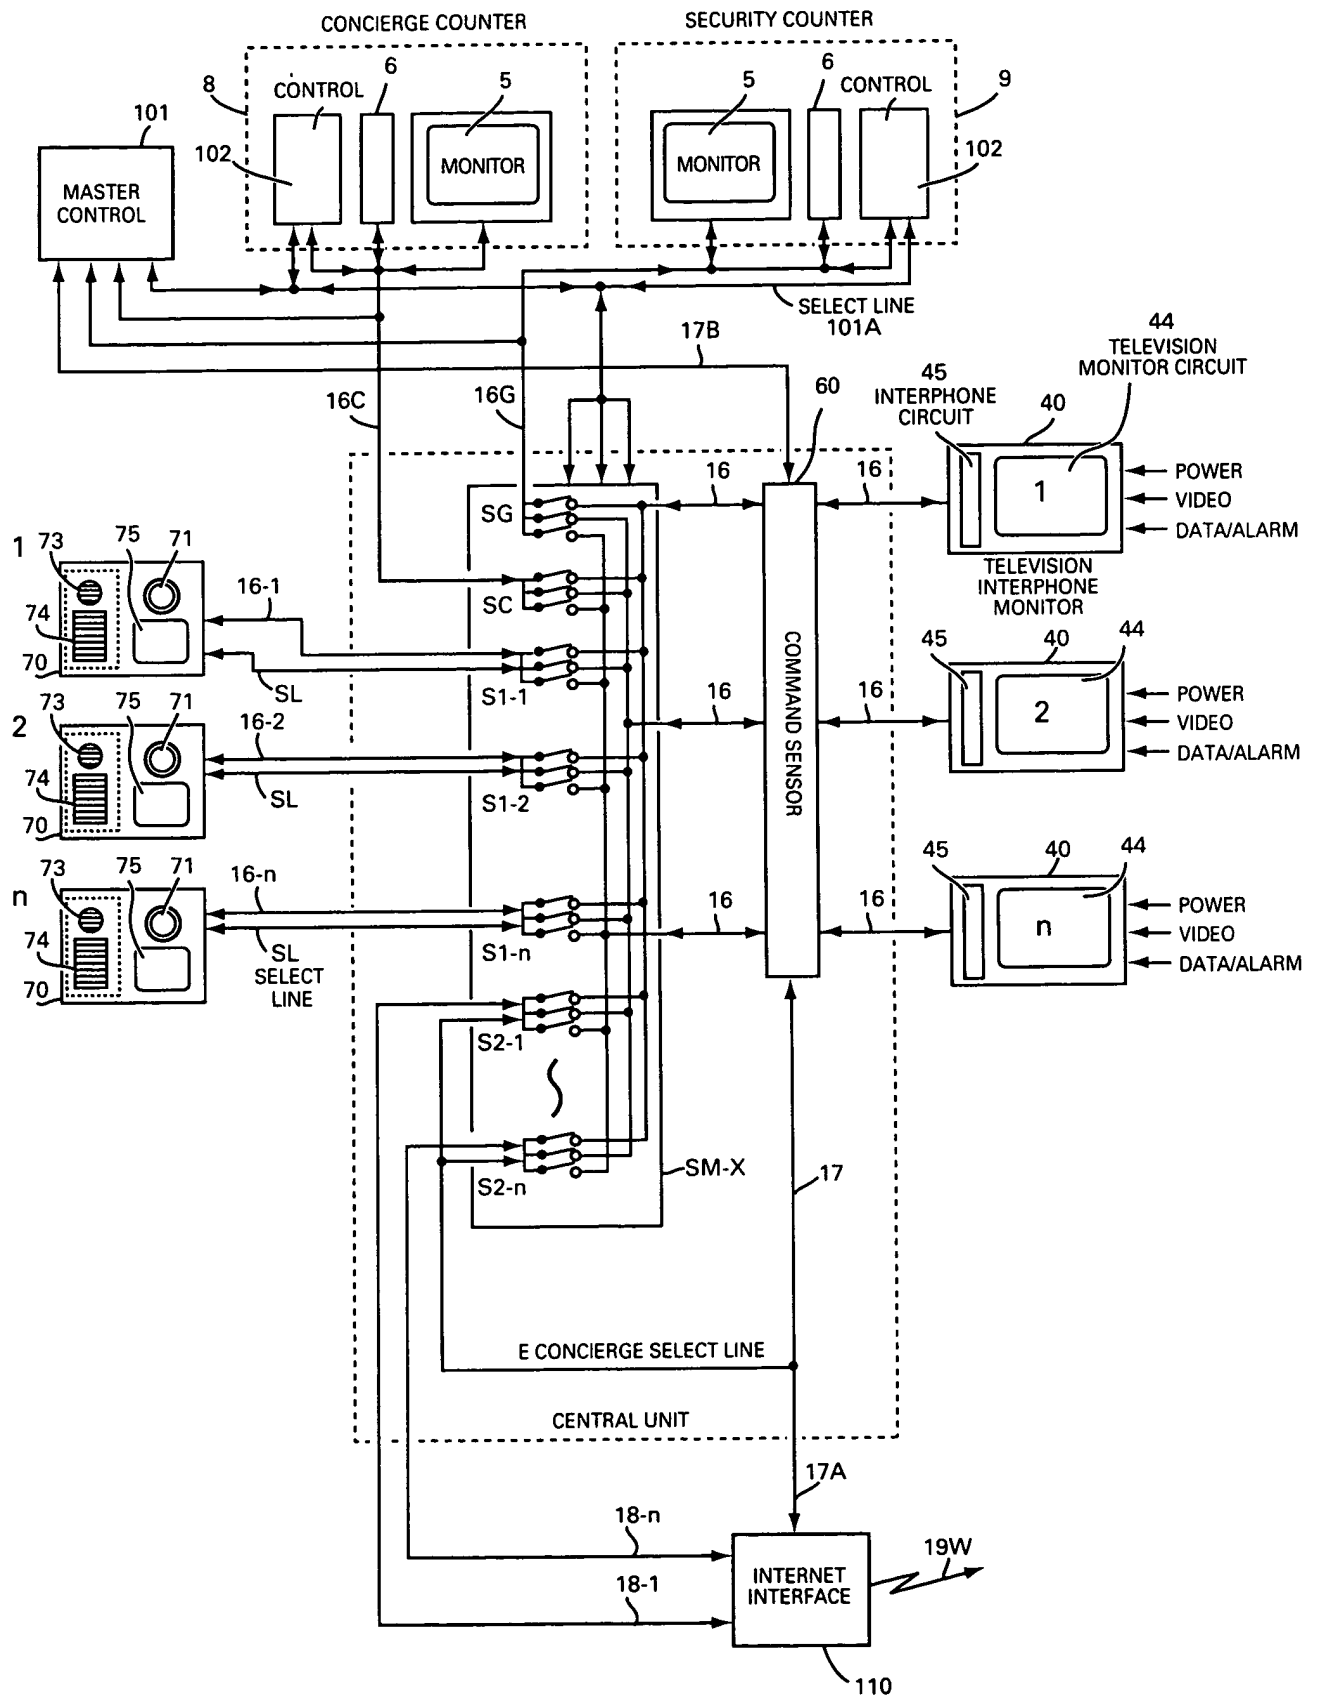 CONCIERGE COUNTER
SECURITY COUNTER
8
CONTROL
6
5
5
6
CONTROL
9
101
102
MONITOR
MONITOR
102
MASTER
CONTROL
SELECT LINE
101A
17B
44
TELEVISION
MONITOR CIRCUIT
45
INTERPHONE
CIRCUIT
40
16C
16G
60
16
16
1
POWER
VIDEO
DATA/ALARM
TELEVISION
INTERPHONE
MONITOR
SG
SC
1
73
75
71
74
70
16-1
SL
S1-1
COMMAND SENSOR
45
40
44
16
16
2
POWER
VIDEO
DATA/ALARM
2
73
75
71
74
70
16-2
SL
S1-2
45
40
44
16
16
n
POWER
VIDEO
DATA/ALARM
n
73
75
71
74
70
16-n
SL
SELECT
LINE
S1-n
S2-1
S2-n
SM-X
17
E CONCIERGE SELECT LINE
CENTRAL UNIT
17A
18-n
18-1
INTERNET
INTERFACE
19W
110